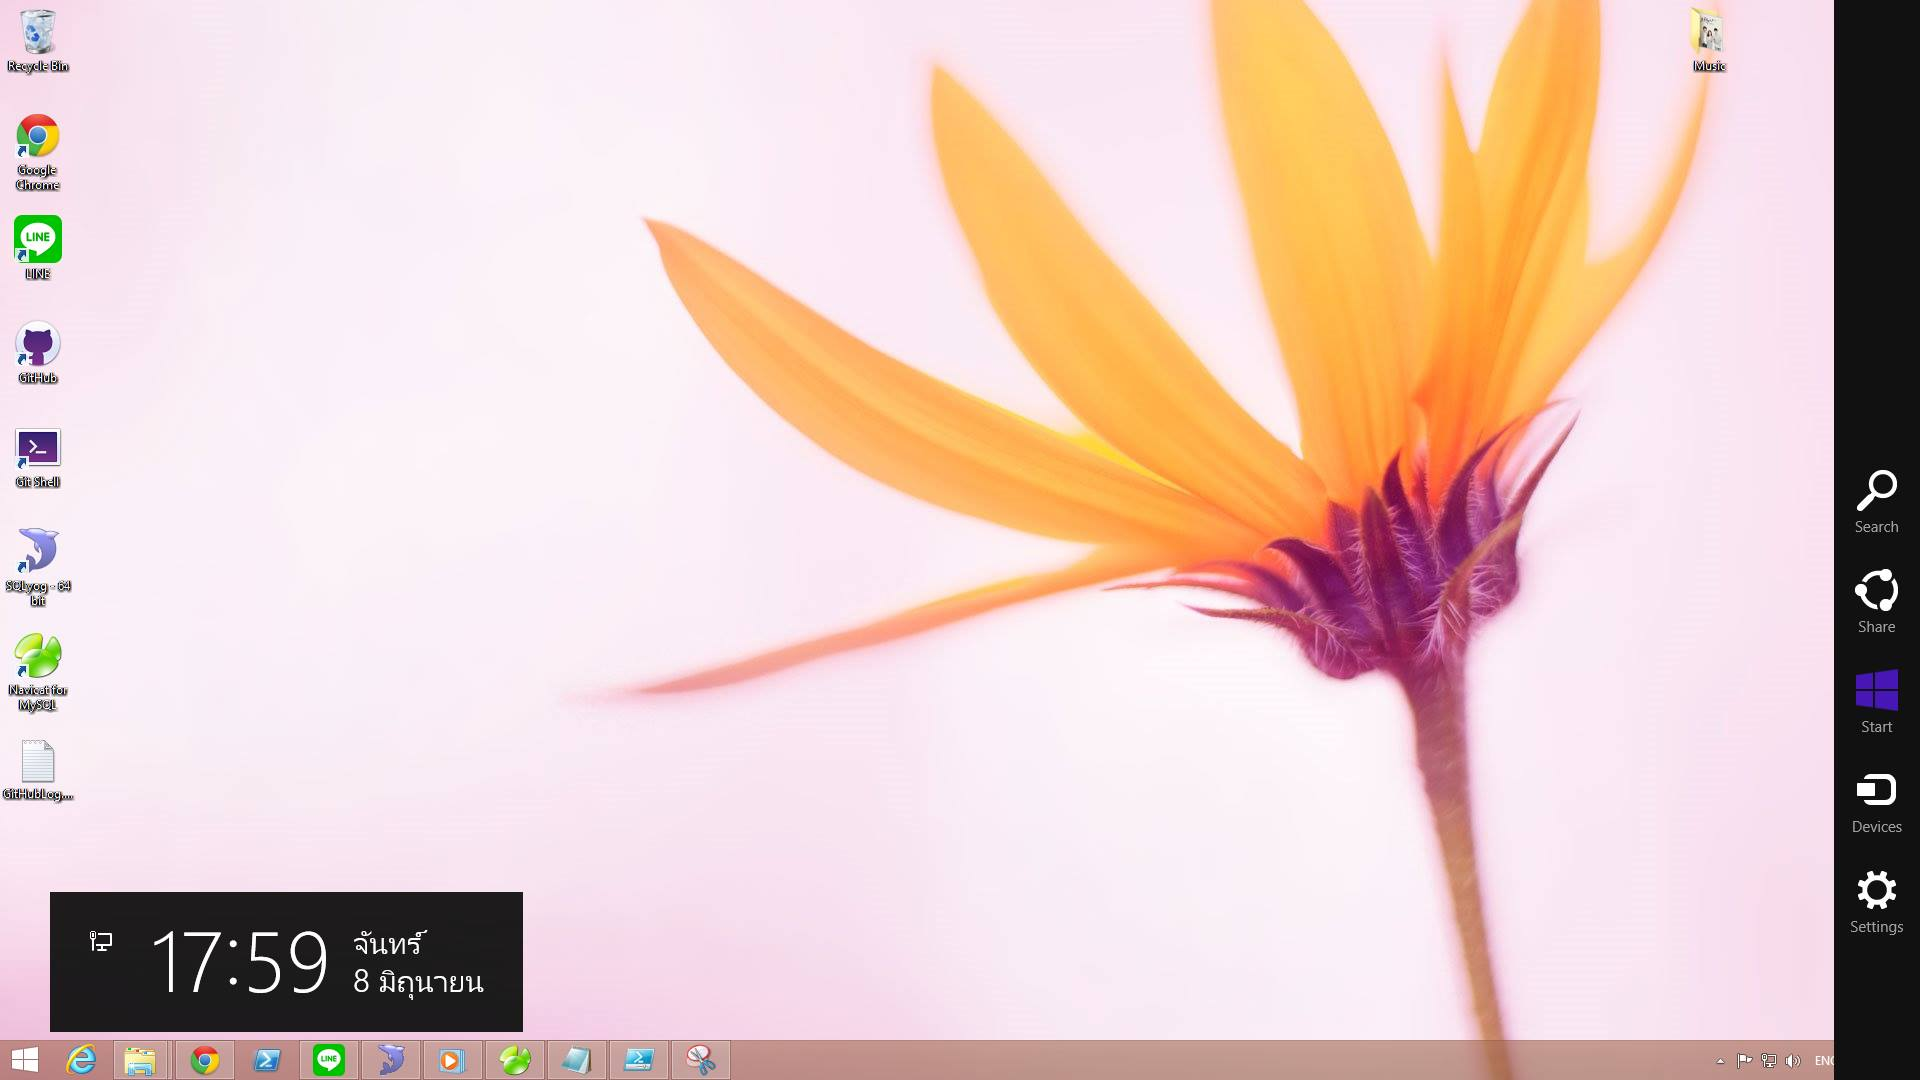 Recycle Bin
Google
Chrome
LINE
LINE
GitHub
Git Shell
SQLyog - 64
bit
Navicat for
MySQL
GitHubLog....
Music
Search
Share
Start
Devices
Settings
17:59
จันทร์
8 มิถุนายน
LINE
ENG